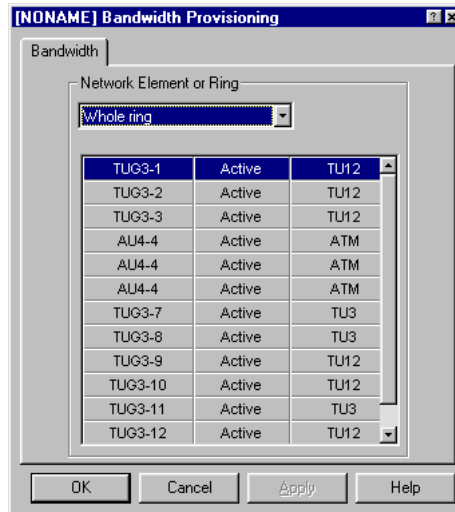 [NONAME] Bandwidth Provisioning
Bandwidth
Network Element or Ring
Whole ring
TUG3-1 Active TU12
TUG3-2 Active TU12
TUG3-3 Active TU12
AU4-4 Active ATM
AU4-4 Active ATM
AU4-4 Active ATM
TUG3-7 Active TU3
TUG3-8 Active TU3
TUG3-9 Active TU12
TUG3-10 Active TU12
TUG3-11 Active TU3
TUG3-12 Active TU12
OK Cancel Apply Help